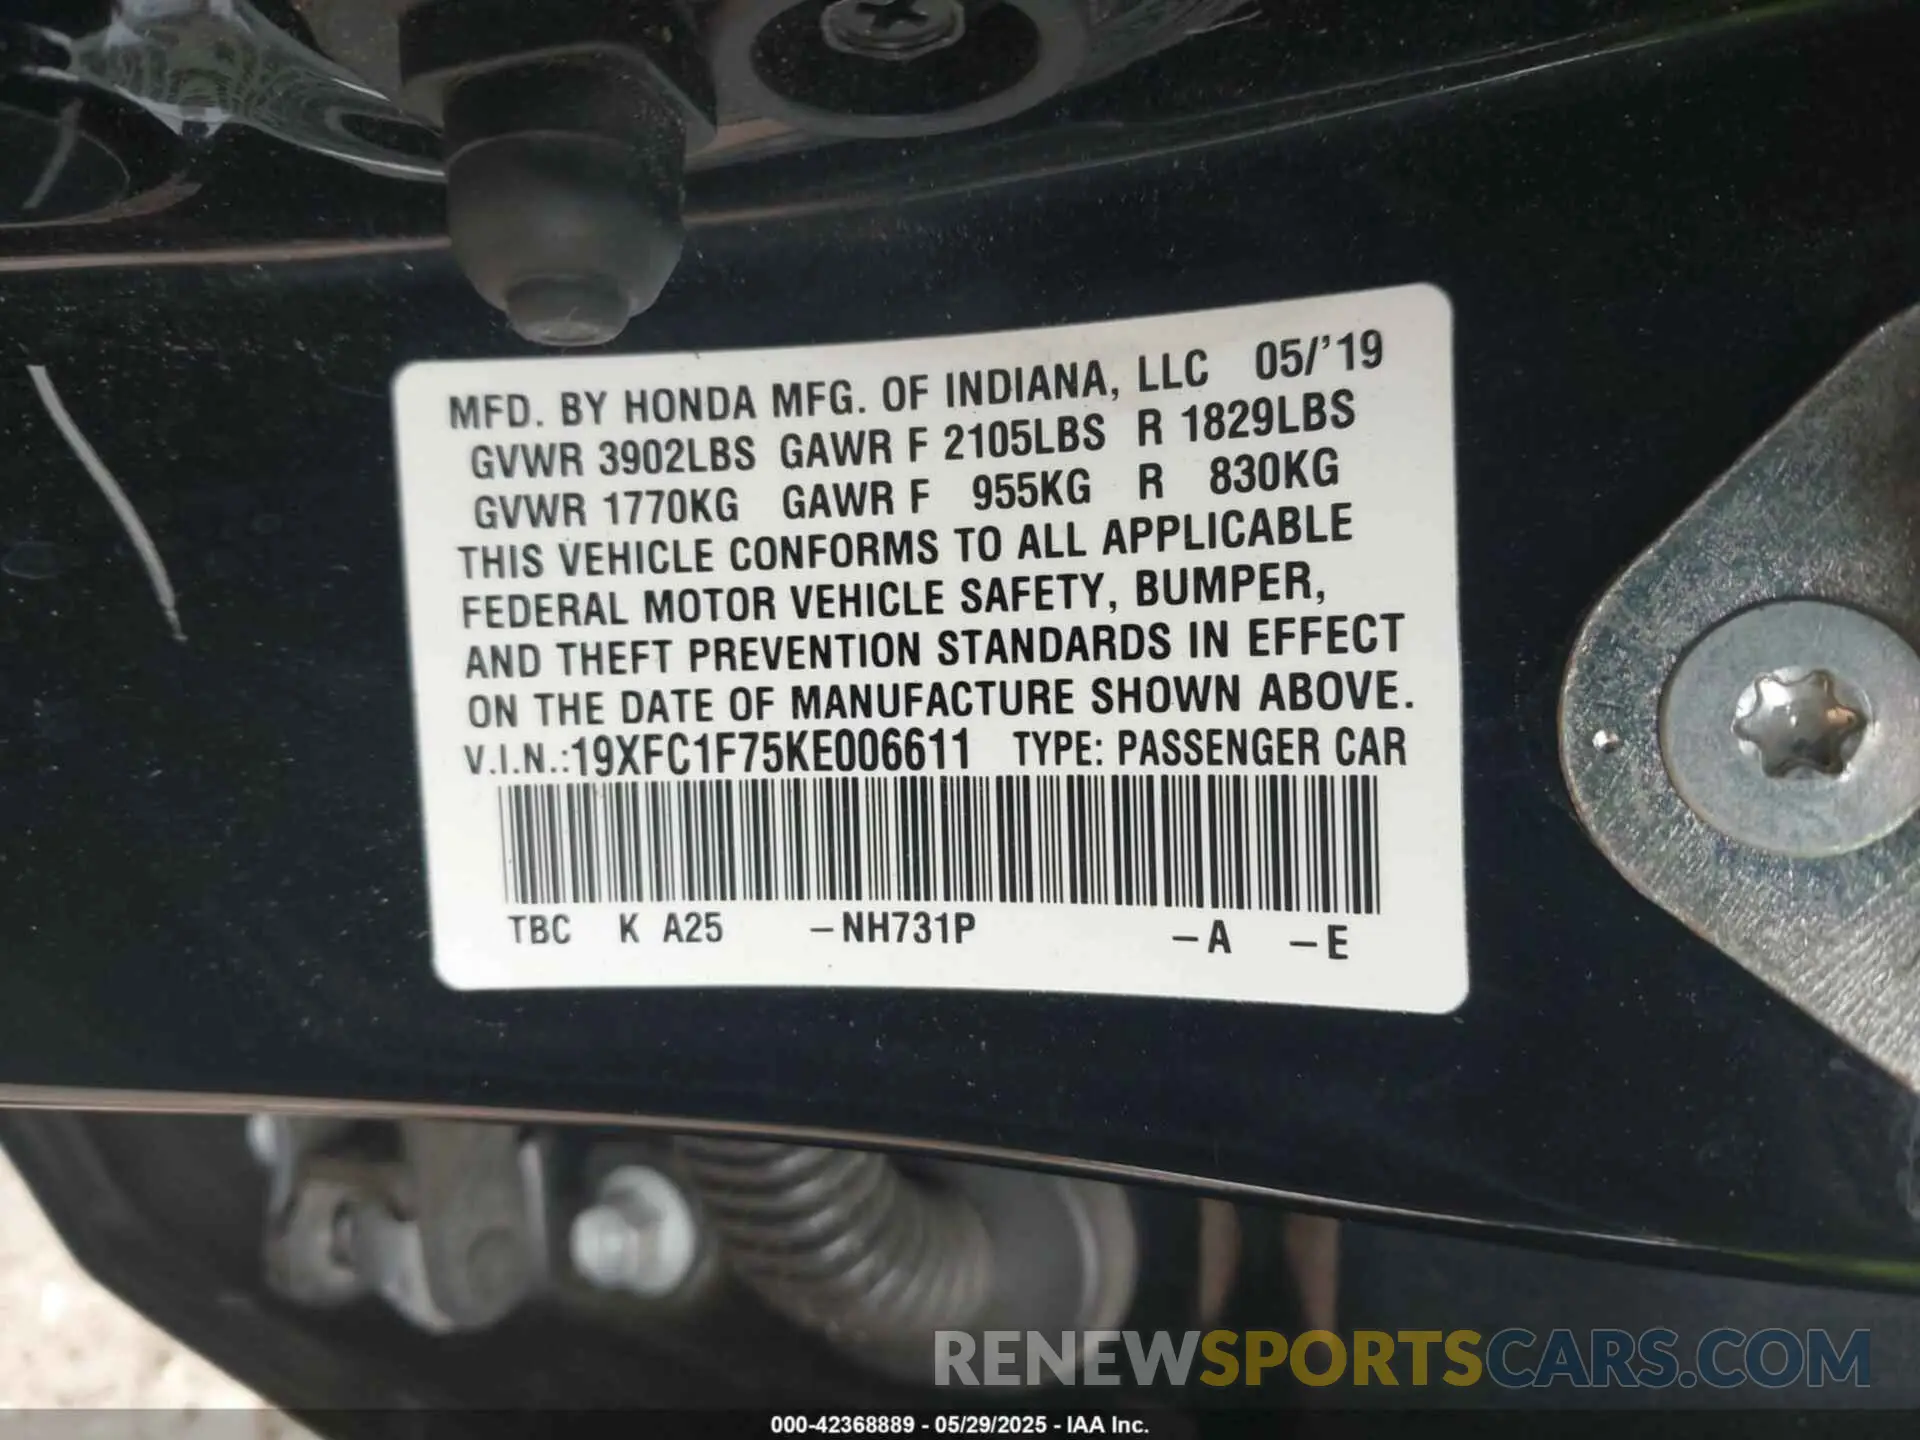 MFD. BY HONDA MFG. OF INDIANA, LLC 05/'19
GVWR 3902LBS GAWR F 2105LBS R 1829LBS
GVWR 1770KG GAWR F 955KG R 830KG
THIS VEHICLE CONFORMS TO ALL APPLICABLE
FEDERAL MOTOR VEHICLE SAFETY, BUMPER,
AND THEFT PREVENTION STANDARDS IN EFFECT
ON THE DATE OF MANUFACTURE SHOWN ABOVE.
V.I.N.:19XFC1F75KE006611 TYPE: PASSENGER CAR
TBC K A25 –NH731P –A –E
RENEWSPORTSCARS.COM
000-42368889 - 05/29/2025 - IAA Inc.